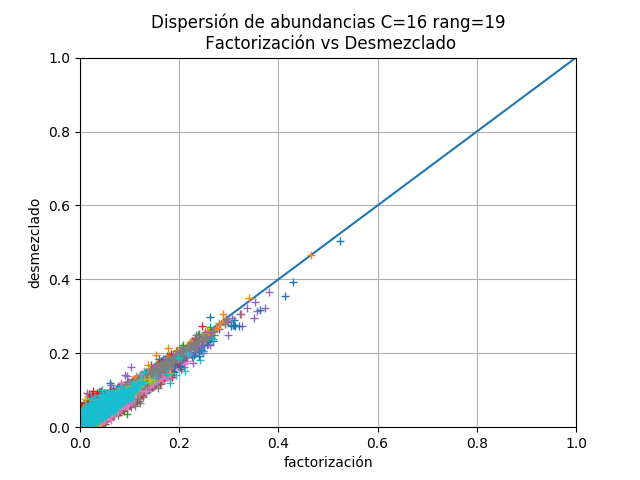 Dispersión de abundancias C=16 rang=19
Factorización vs Desmezclado
1.0
0.8
0.6
0.4
0.2
0.0
desmezclado
0.0 0.2 0.4 0.6 0.8 1.0
factorización